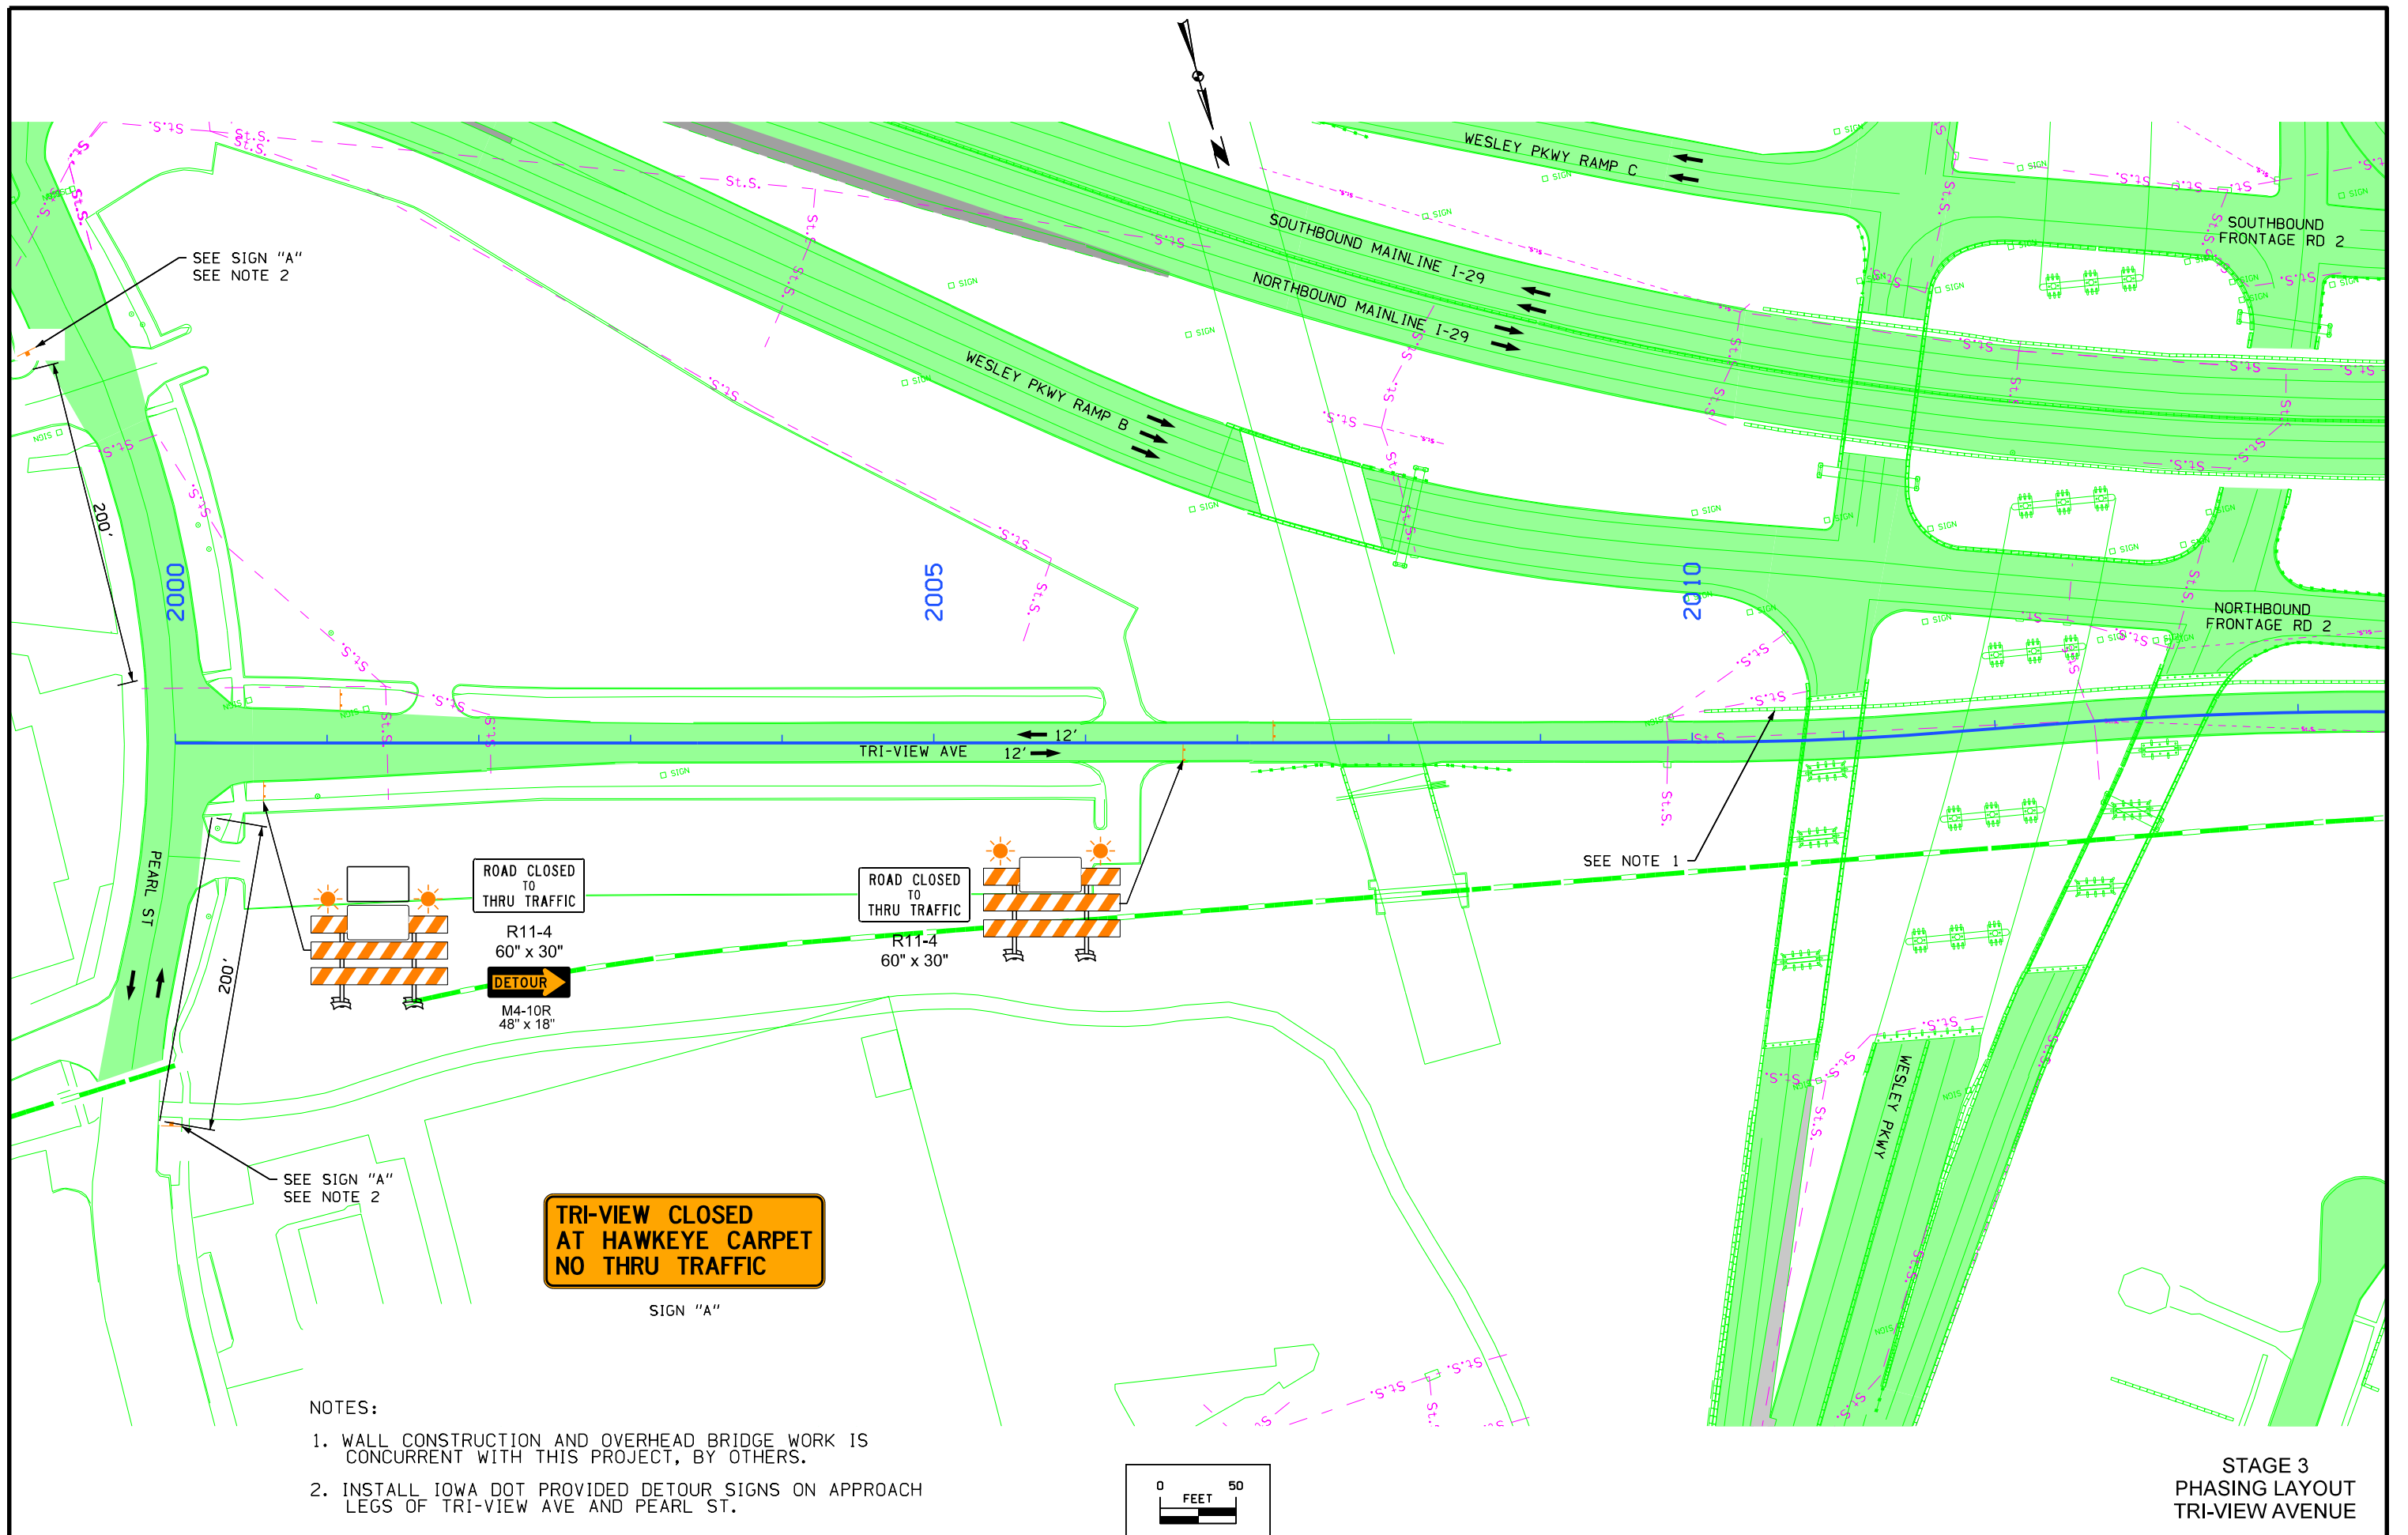 WESLEY PKWY RAMP C
SOUTHBOUND
FRONTAGE RD 2
SOUTHBOUND MAINLINE I-29
NORTHBOUND MAINLINE I-29
SEE SIGN "A"
SEE NOTE 2
WESLEY PKWY RAMP B
200'
2000
2005
2010
NORTHBOUND
FRONTAGE RD 2
12'
TRI-VIEW AVE
12'
SEE NOTE 1
PEARL ST
200'
ROAD CLOSED
TO
THRU TRAFFIC
R11-4
60" x 30"
DETOUR
M4-10R
48" x 18"
ROAD CLOSED
TO
THRU TRAFFIC
R11-4
60" x 30"
WESLEY PKWY
SEE SIGN "A"
SEE NOTE 2
TRI-VIEW CLOSED
AT HAWKEYE CARPET
NO THRU TRAFFIC
SIGN "A"
St.S.
SIGN
NOTES:
1. WALL CONSTRUCTION AND OVERHEAD BRIDGE WORK IS
CONCURRENT WITH THIS PROJECT, BY OTHERS.
2. INSTALL IOWA DOT PROVIDED DETOUR SIGNS ON APPROACH
LEGS OF TRI-VIEW AVE AND PEARL ST.
0 50
FEET
STAGE 3
PHASING LAYOUT
TRI-VIEW AVENUE